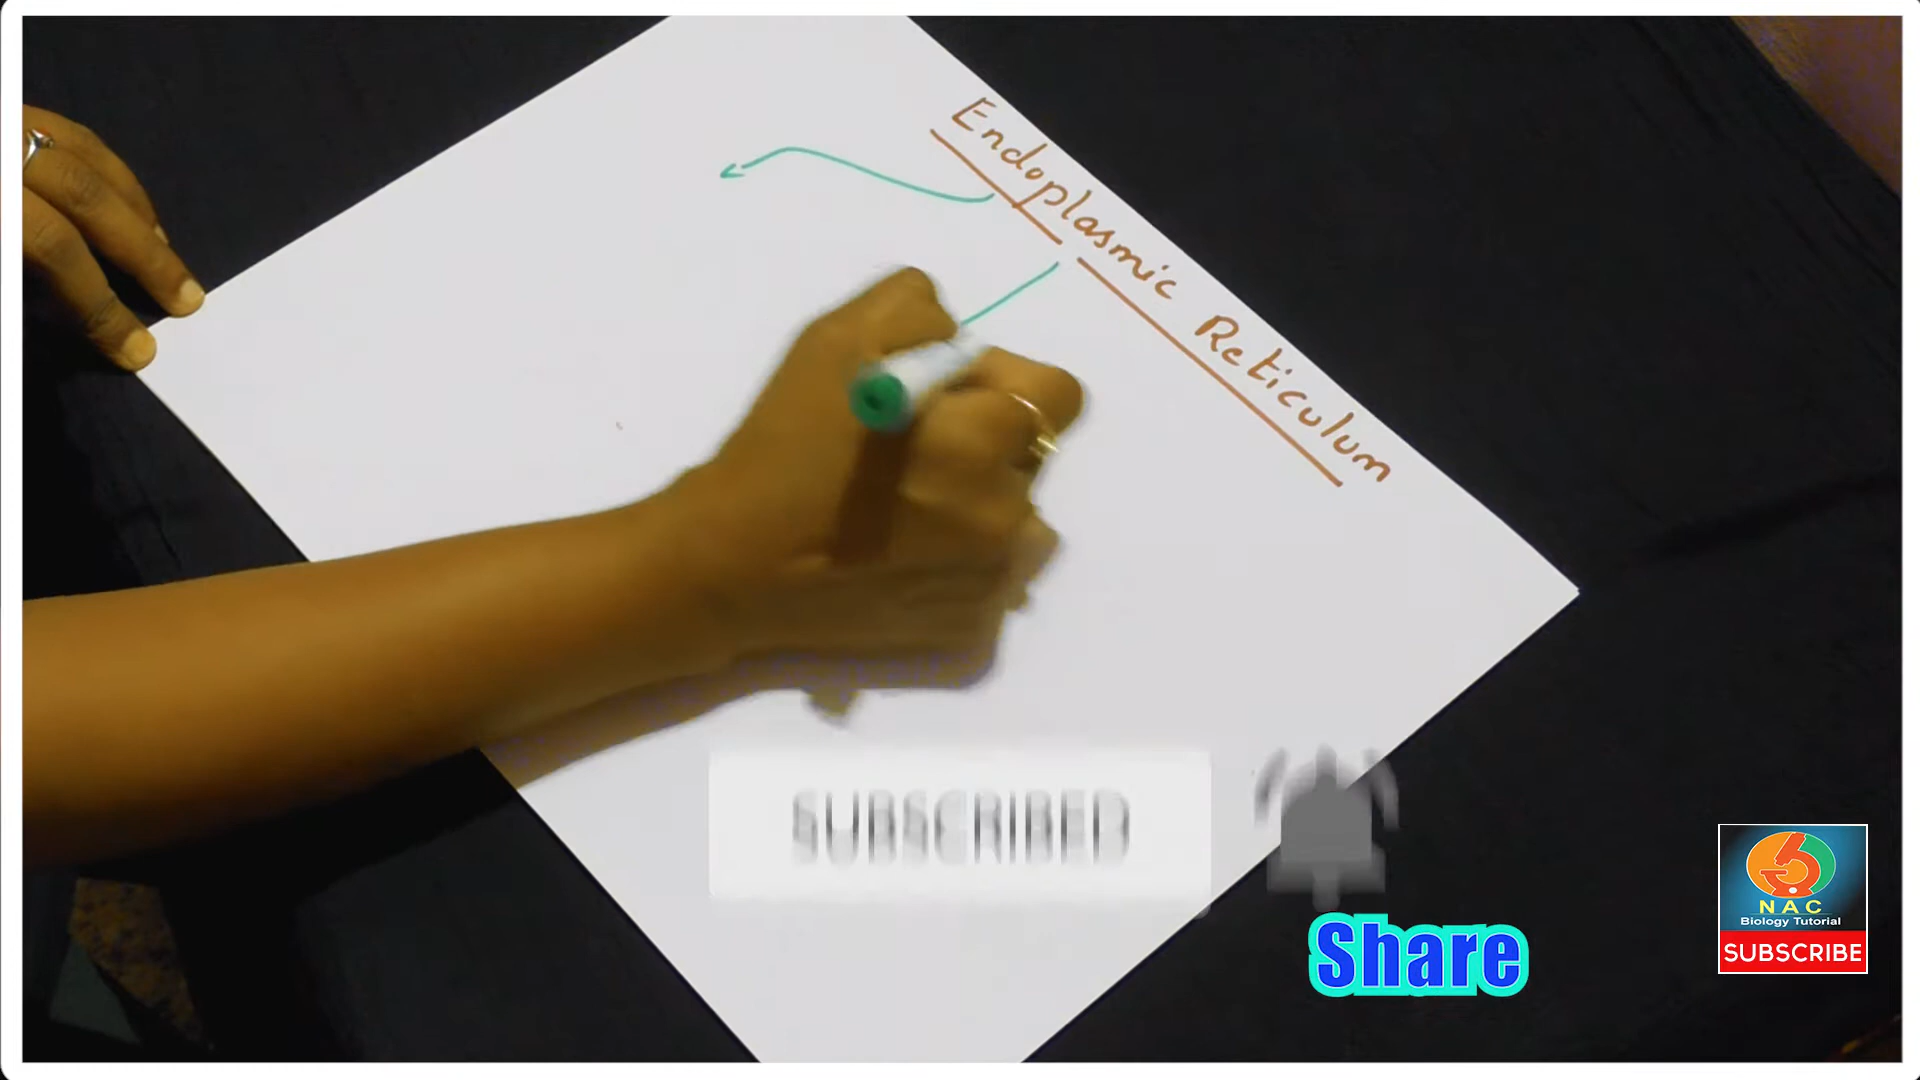 Endoplasmic Reticulum
SUBSCRIBED
Share
NAC
Biology Tutorial
SUBSCRIBE